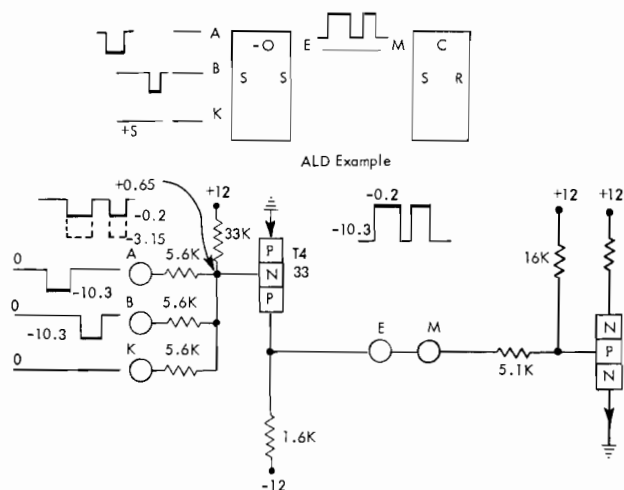 A
-O
E
M
C
B
S S
S R
K
+S
ALD Example
+0.65
+12
-0.2
-3.15
33K
P
N
P
T4
33
-0.2
-10.3
+12
+12
16K
0
A
5.6K
-10.3
0
B
5.6K
-10.3
0
K
5.6K
E
M
5.1K
N
P
N
1.6K
-12